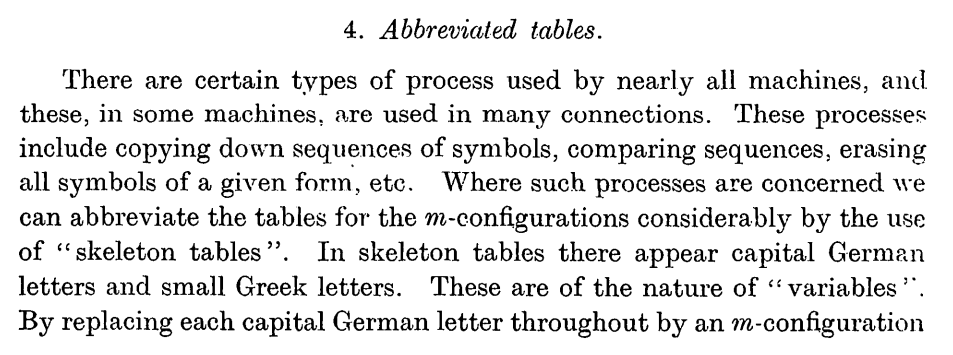 4. Abbreviated tables.
There are certain types of process used by nearly all machines, and
these, in some machines, are used in many connections. These processes
include copying down sequences of symbols, comparing sequences, erasing
all symbols of a given form, etc. Where such processes are concerned we
can abbreviate the tables for the m-configurations considerably by the use
of “skeleton tables”. In skeleton tables there appear capital German
letters and small Greek letters. These are of the nature of “variables”.
By replacing each capital German letter throughout by an m-configuration